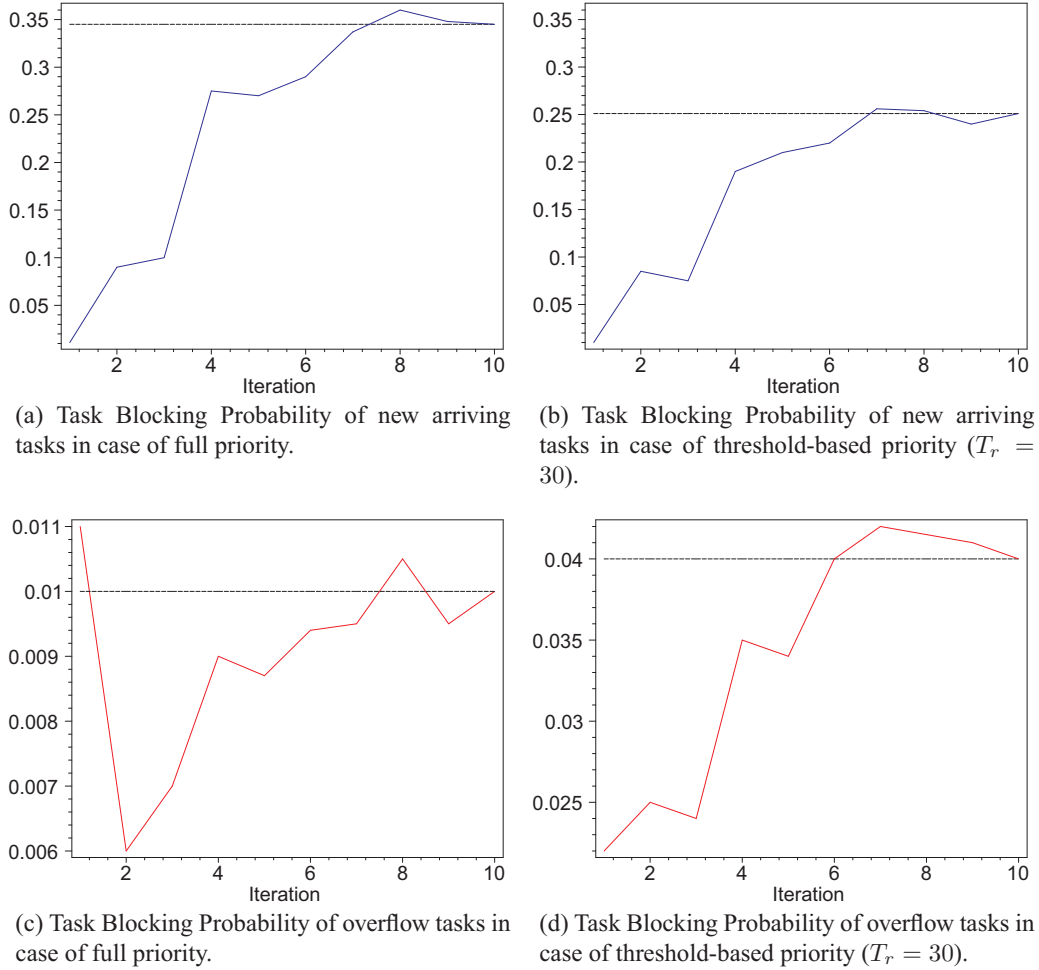 0.35
0.3
0.25
0.2
0.15
0.1
0.05
2 4 6 8 10
Iteration
(a) Task Blocking Probability of new arriving
tasks in case of full priority.
0.35
0.3
0.25
0.2
0.15
0.1
0.05
2 4 6 8 10
Iteration
(b) Task Blocking Probability of new arriving
tasks in case of threshold-based priority (T_r =
30).
0.011
0.01
0.009
0.008
0.007
0.006
2 4 6 8 10
Iteration
(c) Task Blocking Probability of overflow tasks in
case of full priority.
0.04
0.035
0.03
0.025
2 4 6 8 10
Iteration
(d) Task Blocking Probability of overflow tasks in
case of threshold-based priority (T_r = 30).